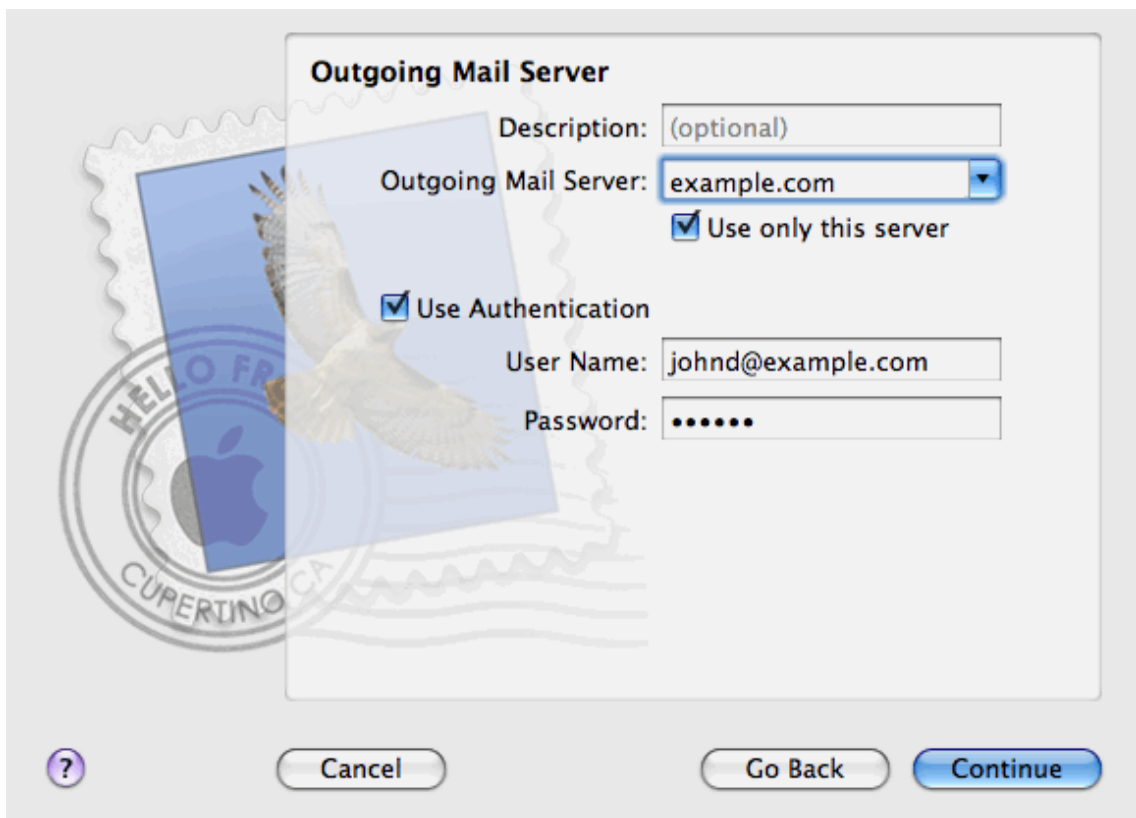 Outgoing Mail Server
Description: (optional)
Outgoing Mail Server: example.com
Use only this server
Use Authentication
User Name: johnd@example.com
Password: ••••••
HELLO FR
CUPERTINO CA
? Cancel Go Back Continue